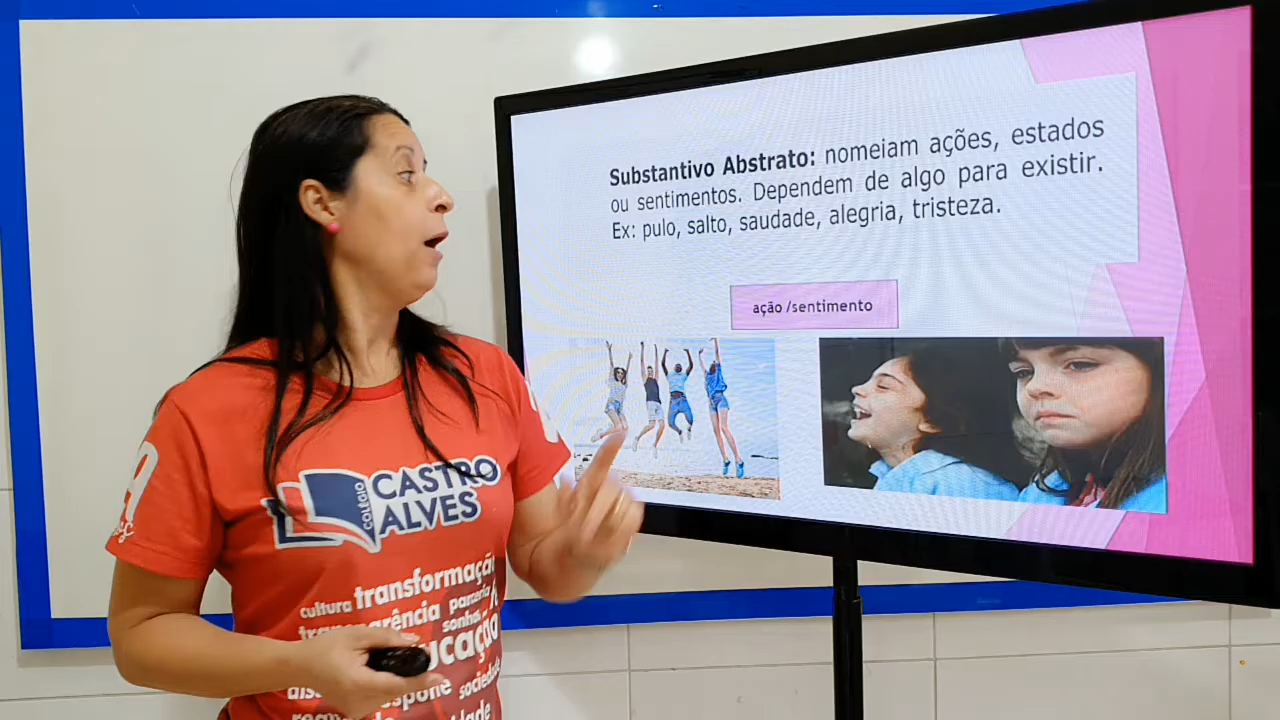 Substantivo Abstrato: nomeiam ações, estados
ou sentimentos. Dependem de algo para existir.
Ex: pulo, salto, saudade, alegria, tristeza.
ação /sentimento
COLÉGIO
CASTRO
ALVES
cultura transformação
parceria
sonhos
sociedade